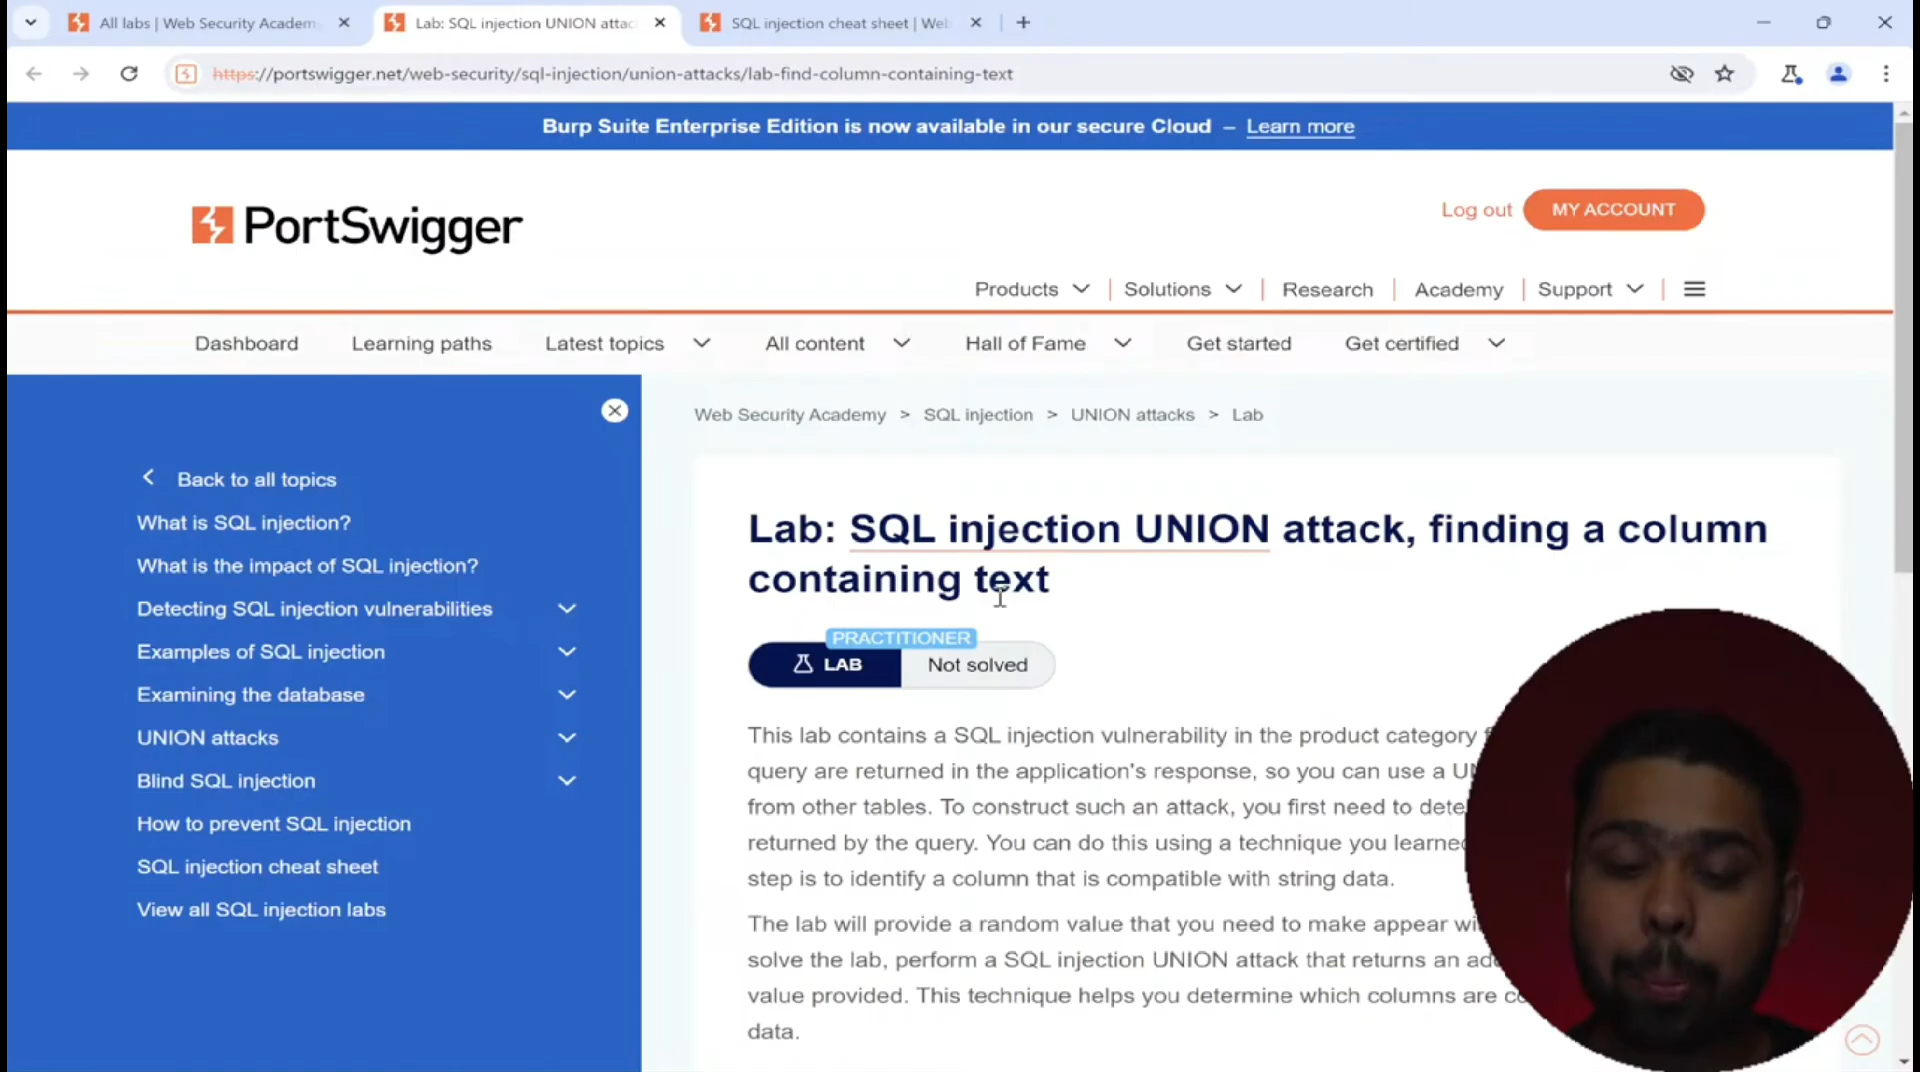 All labs | Web Security Academ
Lab: SQL injection UNION attac
SQL injection cheat sheet | Web
https://portswigger.net/web-security/sql-injection/union-attacks/lab-find-column-containing-text
Burp Suite Enterprise Edition is now available in our secure Cloud – Learn more
PortSwigger
Log out
MY ACCOUNT
Products
Solutions
Research
Academy
Support
Dashboard
Learning paths
Latest topics
All content
Hall of Fame
Get started
Get certified
Back to all topics
What is SQL injection?
What is the impact of SQL injection?
Detecting SQL injection vulnerabilities
Examples of SQL injection
Examining the database
UNION attacks
Blind SQL injection
How to prevent SQL injection
SQL injection cheat sheet
View all SQL injection labs
Web Security Academy > SQL injection > UNION attacks > Lab
Lab: SQL injection UNION attack, finding a column
containing text
PRACTITIONER
LAB
Not solved
This lab contains a SQL injection vulnerability in the product category
query are returned in the application's response, so you can use a
from other tables. To construct such an attack, you first need to
returned by the query. You can do this using a technique you learned
step is to identify a column that is compatible with string data.
The lab will provide a random value that you need to make appear
solve the lab, perform a SQL injection UNION attack that returns an
value provided. This technique helps you determine which columns are
data.